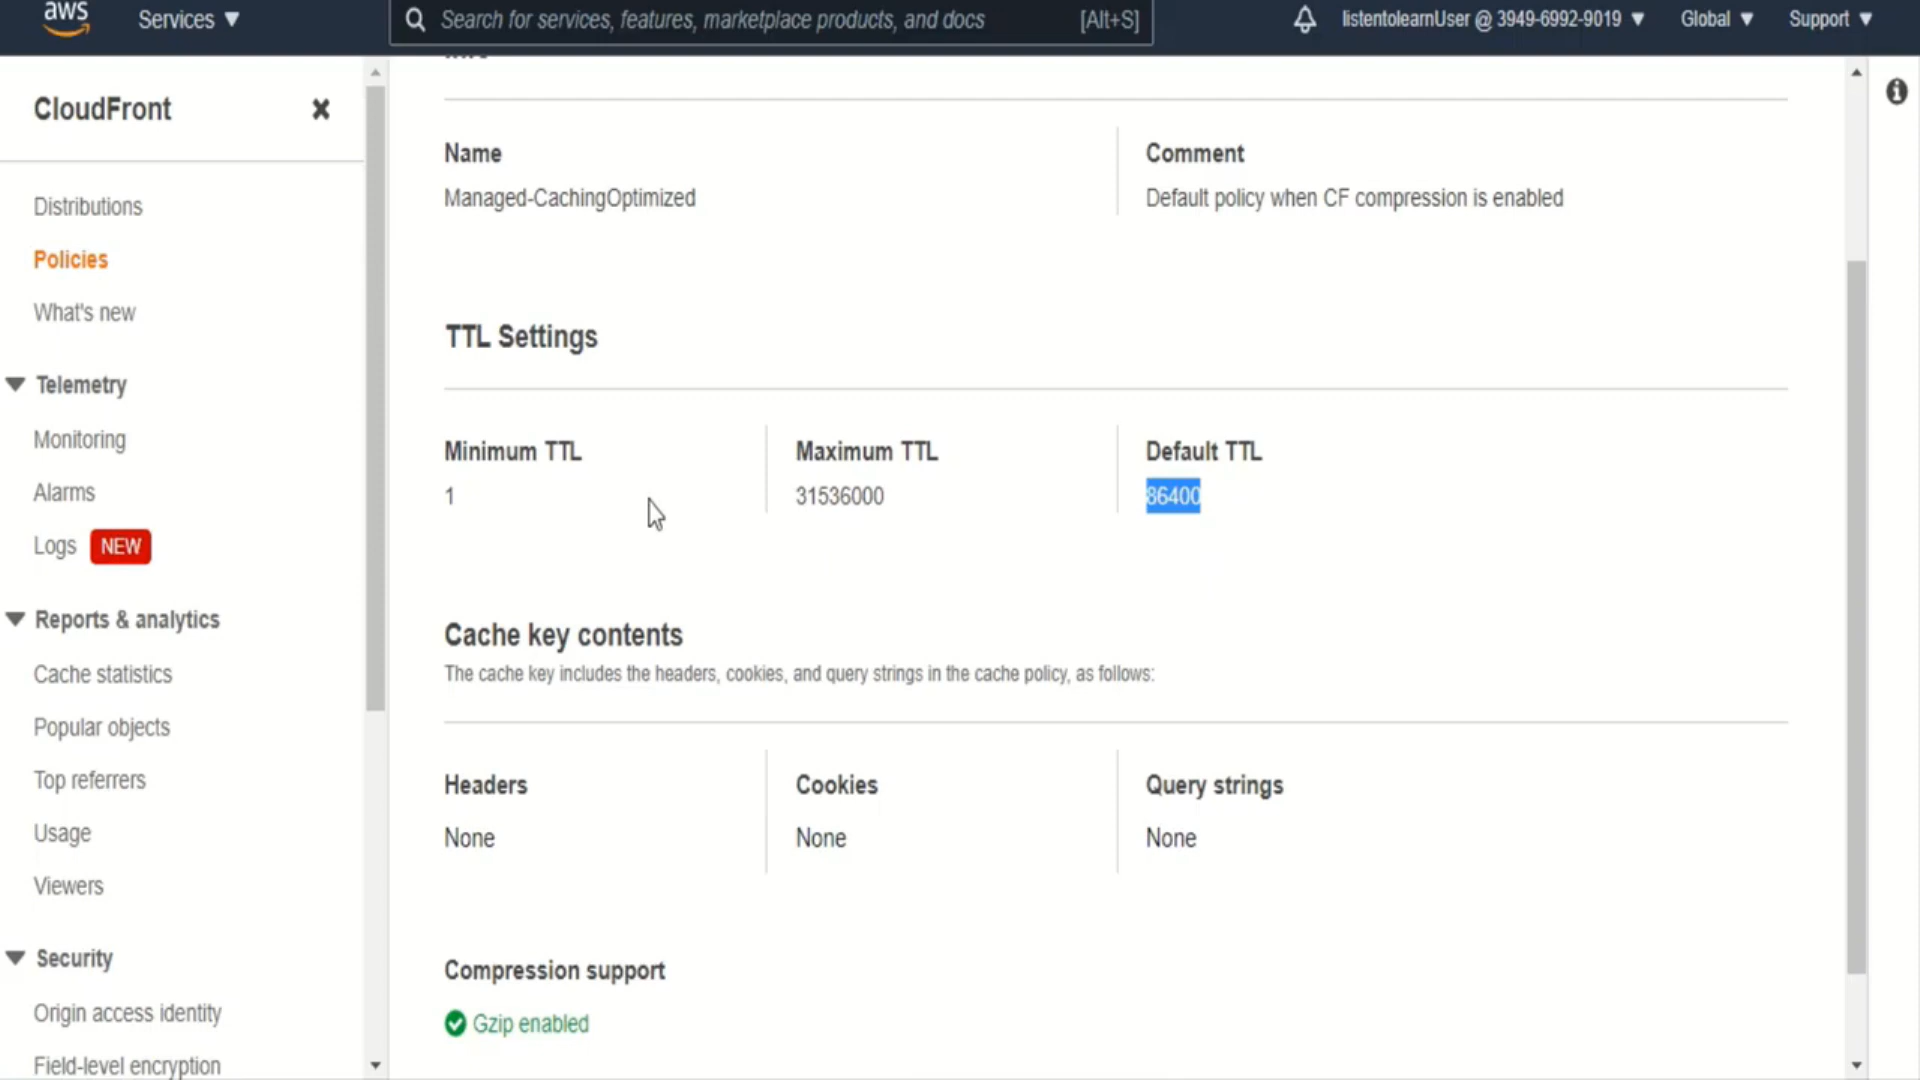 aws
Services ▼
Search for services, features, marketplace products, and docs
[Alt+S]
listentolearnUser @ 3949-6992-9019 ▼
Global ▼
Support ▼
CloudFront
Distributions
Policies
What's new
Telemetry
Monitoring
Alarms
Logs NEW
Reports & analytics
Cache statistics
Popular objects
Top referrers
Usage
Viewers
Security
Origin access identity
Field-level encryption
Name
Managed-CachingOptimized
Comment
Default policy when CF compression is enabled
TTL Settings
Minimum TTL
1
Maximum TTL
31536000
Default TTL
86400
Cache key contents
The cache key includes the headers, cookies, and query strings in the cache policy, as follows:
Headers
None
Cookies
None
Query strings
None
Compression support
Gzip enabled